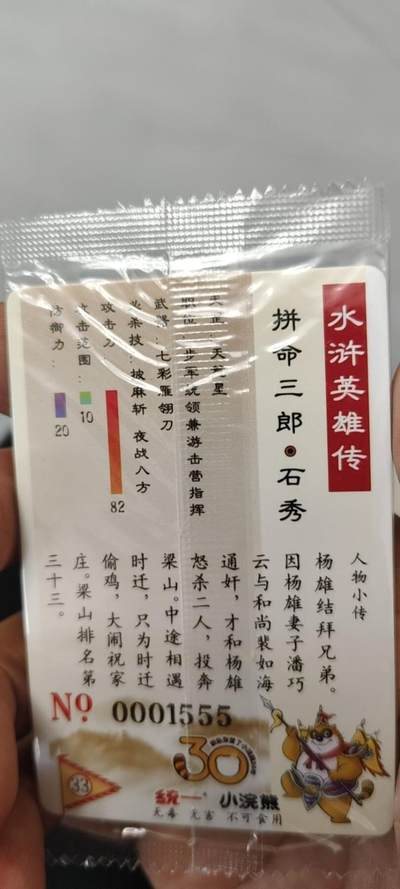 水浒英雄传
拼命三郎·石秀
天慧星
职位:步军统领兼游击营指挥
武器:七彩雁翎刀
必杀技:披麻斩 夜战八方
攻击力:
82
攻击范围:
10
防御力:
20
人物小传
杨雄结拜兄弟。
因杨雄妻子潘巧
云与和尚裴如海
通奸,才和杨雄
怒杀二人,投奔
梁山。中途相遇
时迁,只为时迁
偷鸡,大闹祝家
庄。梁山排名第
三十三。
No. 0001555
30
33
统一 小浣熊
无毒 无害 不可食用